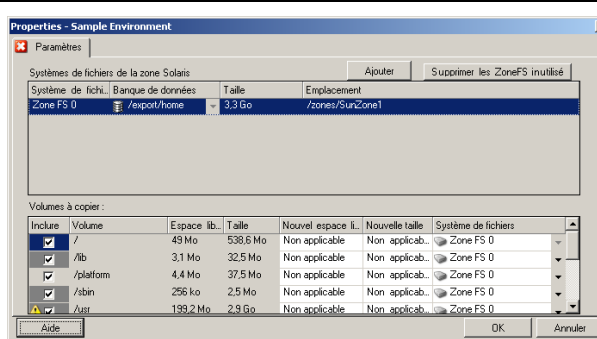 Properties - Sample Environment
Paramètres
Systèmes de fichiers de la zone Solaris
Ajouter
Supprimer les ZoneFS inutilisé
Système de fichi... Banque de données Taille Emplacement
Zone FS 0 /export/home 3,3 Go /zones/SunZone1
Volumes à copier :
Inclure Volume Espace lib... Taille Nouvel espace li... Nouvelle taille Système de fichiers
/ 49 Mo 538,6 Mo Non applicable Non applicab... Zone FS 0
/lib 3,1 Mo 32,5 Mo Non applicable Non applicab... Zone FS 0
/platform 4,4 Mo 37,5 Mo Non applicable Non applicab... Zone FS 0
/sbin 256 ko 2,5 Mo Non applicable Non applicab... Zone FS 0
/usr 199,2 Mo 2,9 Go Non applicable Non applicab... Zone FS 0
Aide OK Annuler